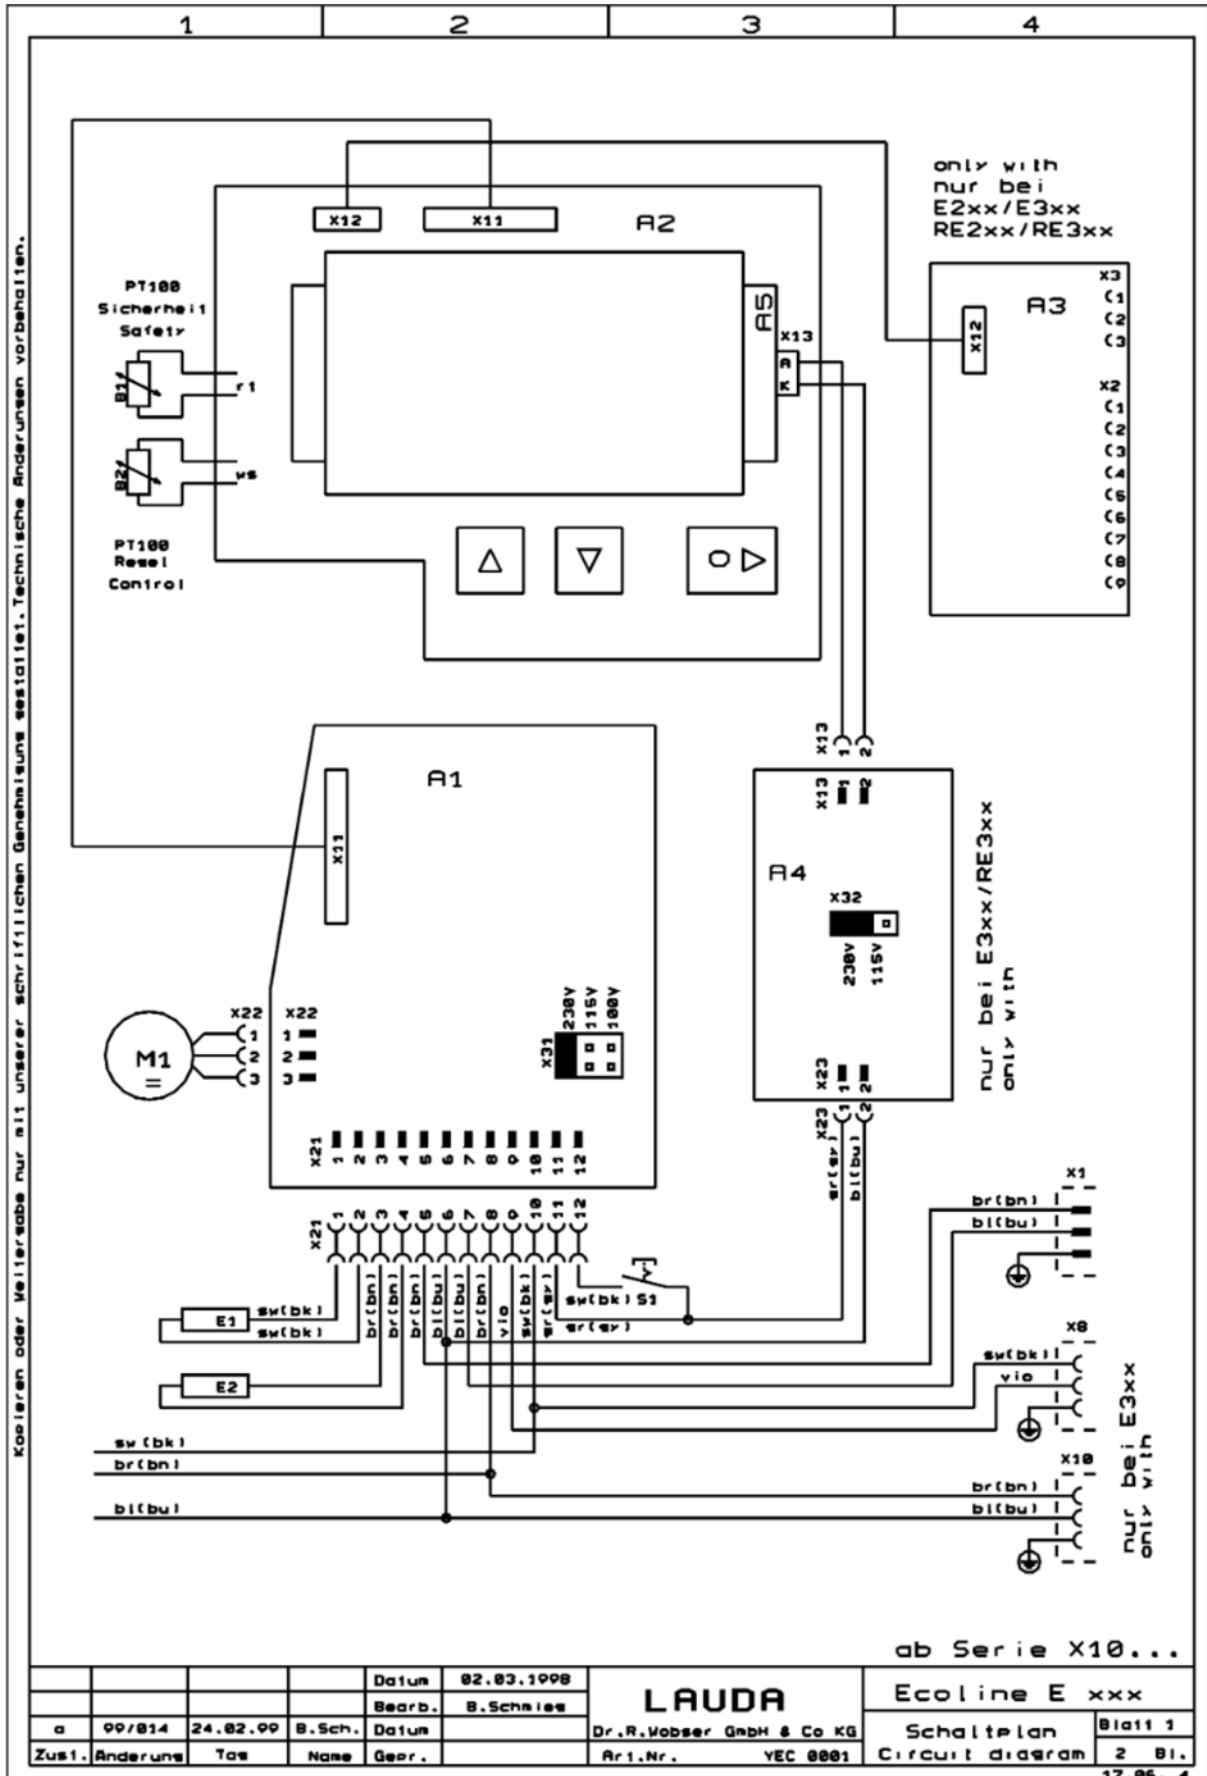 1
2
3
4
only with
nur bei
E2xx/E3xx
RE2xx/RE3xx
X12
X11
A2
PT100
Sicherheit
Safety
B1
r1
B2
ws
PT100
Regel
Control
A5
X13
A
K
0
A3
X12
X3
1
2
3
X2
1
2
3
4
5
6
7
8
9
Kopieren oder Weitergabe nur mit unserer schriftlichen Genehmigung gestattet. Technische Änderungen vorbehalten.
A1
X11
X13
1
2
X13
1
2
A4
X32
230V
115V
nur bei E3xx/RE3xx
only with
M1
=
X22
1
2
3
X22
1
2
3
230V
115V
100V
X31
X23
1
2
X23
1
2
gr(gy)
bl(bu)
X21
1
2
3
4
5
6
7
8
9
10
11
12
X21
1
2
3
4
5
6
7
8
9
10
11
12
br(bn)
br(bn)
br(bn)
bl(bu)
bl(bu)
br(bn)
vio
sw(bk)
gr(gy)
sw(bk) S1
gr(gy)
E1
sw(bk)
sw(bk)
E2
sw(bk)
br(bn)
bl(bu)
X1
br(bn)
bl(bu)
X8
sw(bk)
vio
X10
br(bn)
bl(bu)
nur bei E3xx
only with
ab Serie X10...
Datum 02.03.1998
Bearb. B.Schmieg
a 99/014 24.02.99 B.Sch. Datum
Zust. Änderung Tag Name Gepr.
LAUDA
Dr.R.Wobser GmbH & Co KG
Art.Nr. YEC 0001
Ecoline E xxx
Schaltplan
Circuit diagram
Blatt 1
2 Bl.